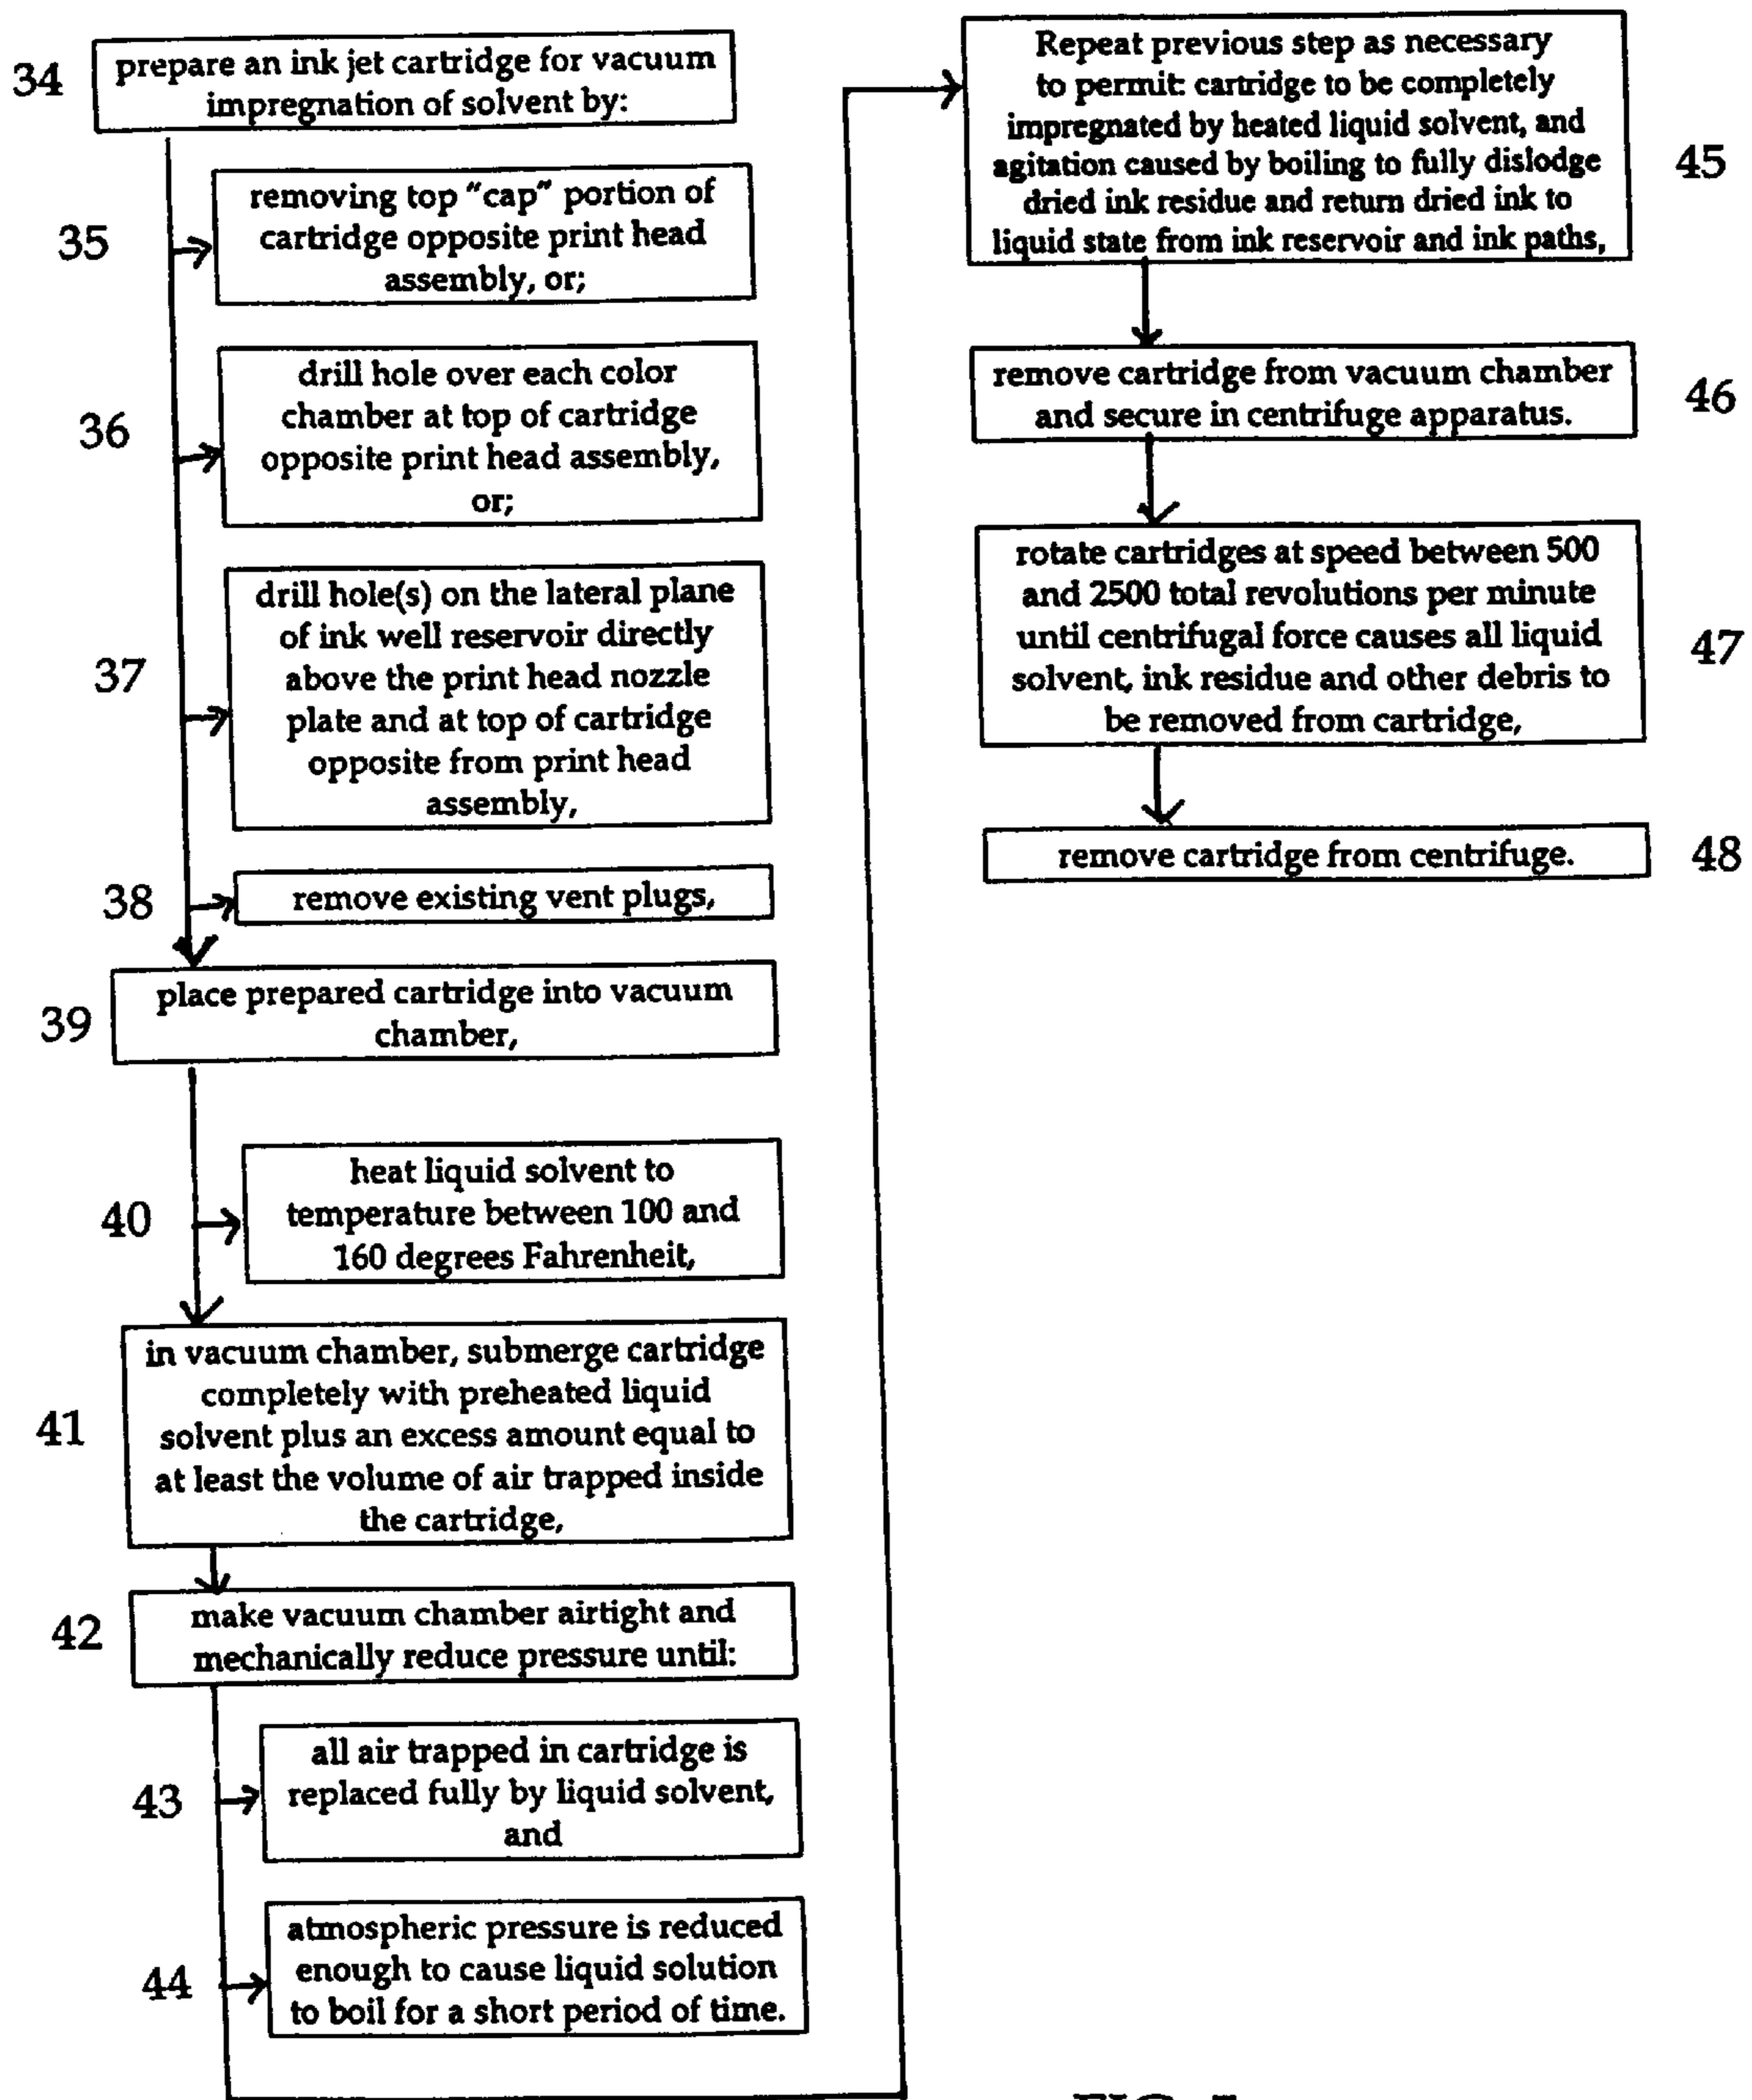 34
prepare an ink jet cartridge for vacuum
impregnation of solvent by:
35
removing top "cap" portion of
cartridge opposite print head
assembly, or;
36
drill hole over each color
chamber at top of cartridge
opposite print head assembly,
or;
37
drill hole(s) on the lateral plane
of ink well reservoir directly
above the print head nozzle
plate and at top of cartridge
opposite from print head
assembly,
38
remove existing vent plugs,
39
place prepared cartridge into vacuum
chamber,
40
heat liquid solvent to
temperature between 100 and
160 degrees Fahrenheit,
41
in vacuum chamber, submerge cartridge
completely with preheated liquid
solvent plus an excess amount equal to
at least the volume of air trapped inside
the cartridge,
42
make vacuum chamber airtight and
mechanically reduce pressure until:
43
all air trapped in cartridge is
replaced fully by liquid solvent,
and
44
atmospheric pressure is reduced
enough to cause liquid solution
to boil for a short period of time.
Repeat previous step as necessary
to permit: cartridge to be completely
impregnated by heated liquid solvent, and
agitation caused by boiling to fully dislodge
dried ink residue and return dried ink to
liquid state from ink reservoir and ink paths,
45
remove cartridge from vacuum chamber
and secure in centrifuge apparatus.
46
rotate cartridges at speed between 500
and 2500 total revolutions per minute
until centrifugal force causes all liquid
solvent, ink residue and other debris to
be removed from cartridge,
47
remove cartridge from centrifuge.
48